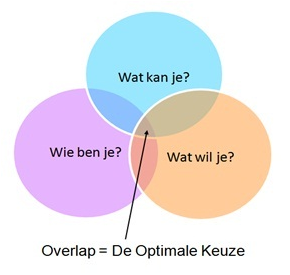 Wat kan je?
Wie ben je?
Wat wil je?
Overlap = De Optimale Keuze